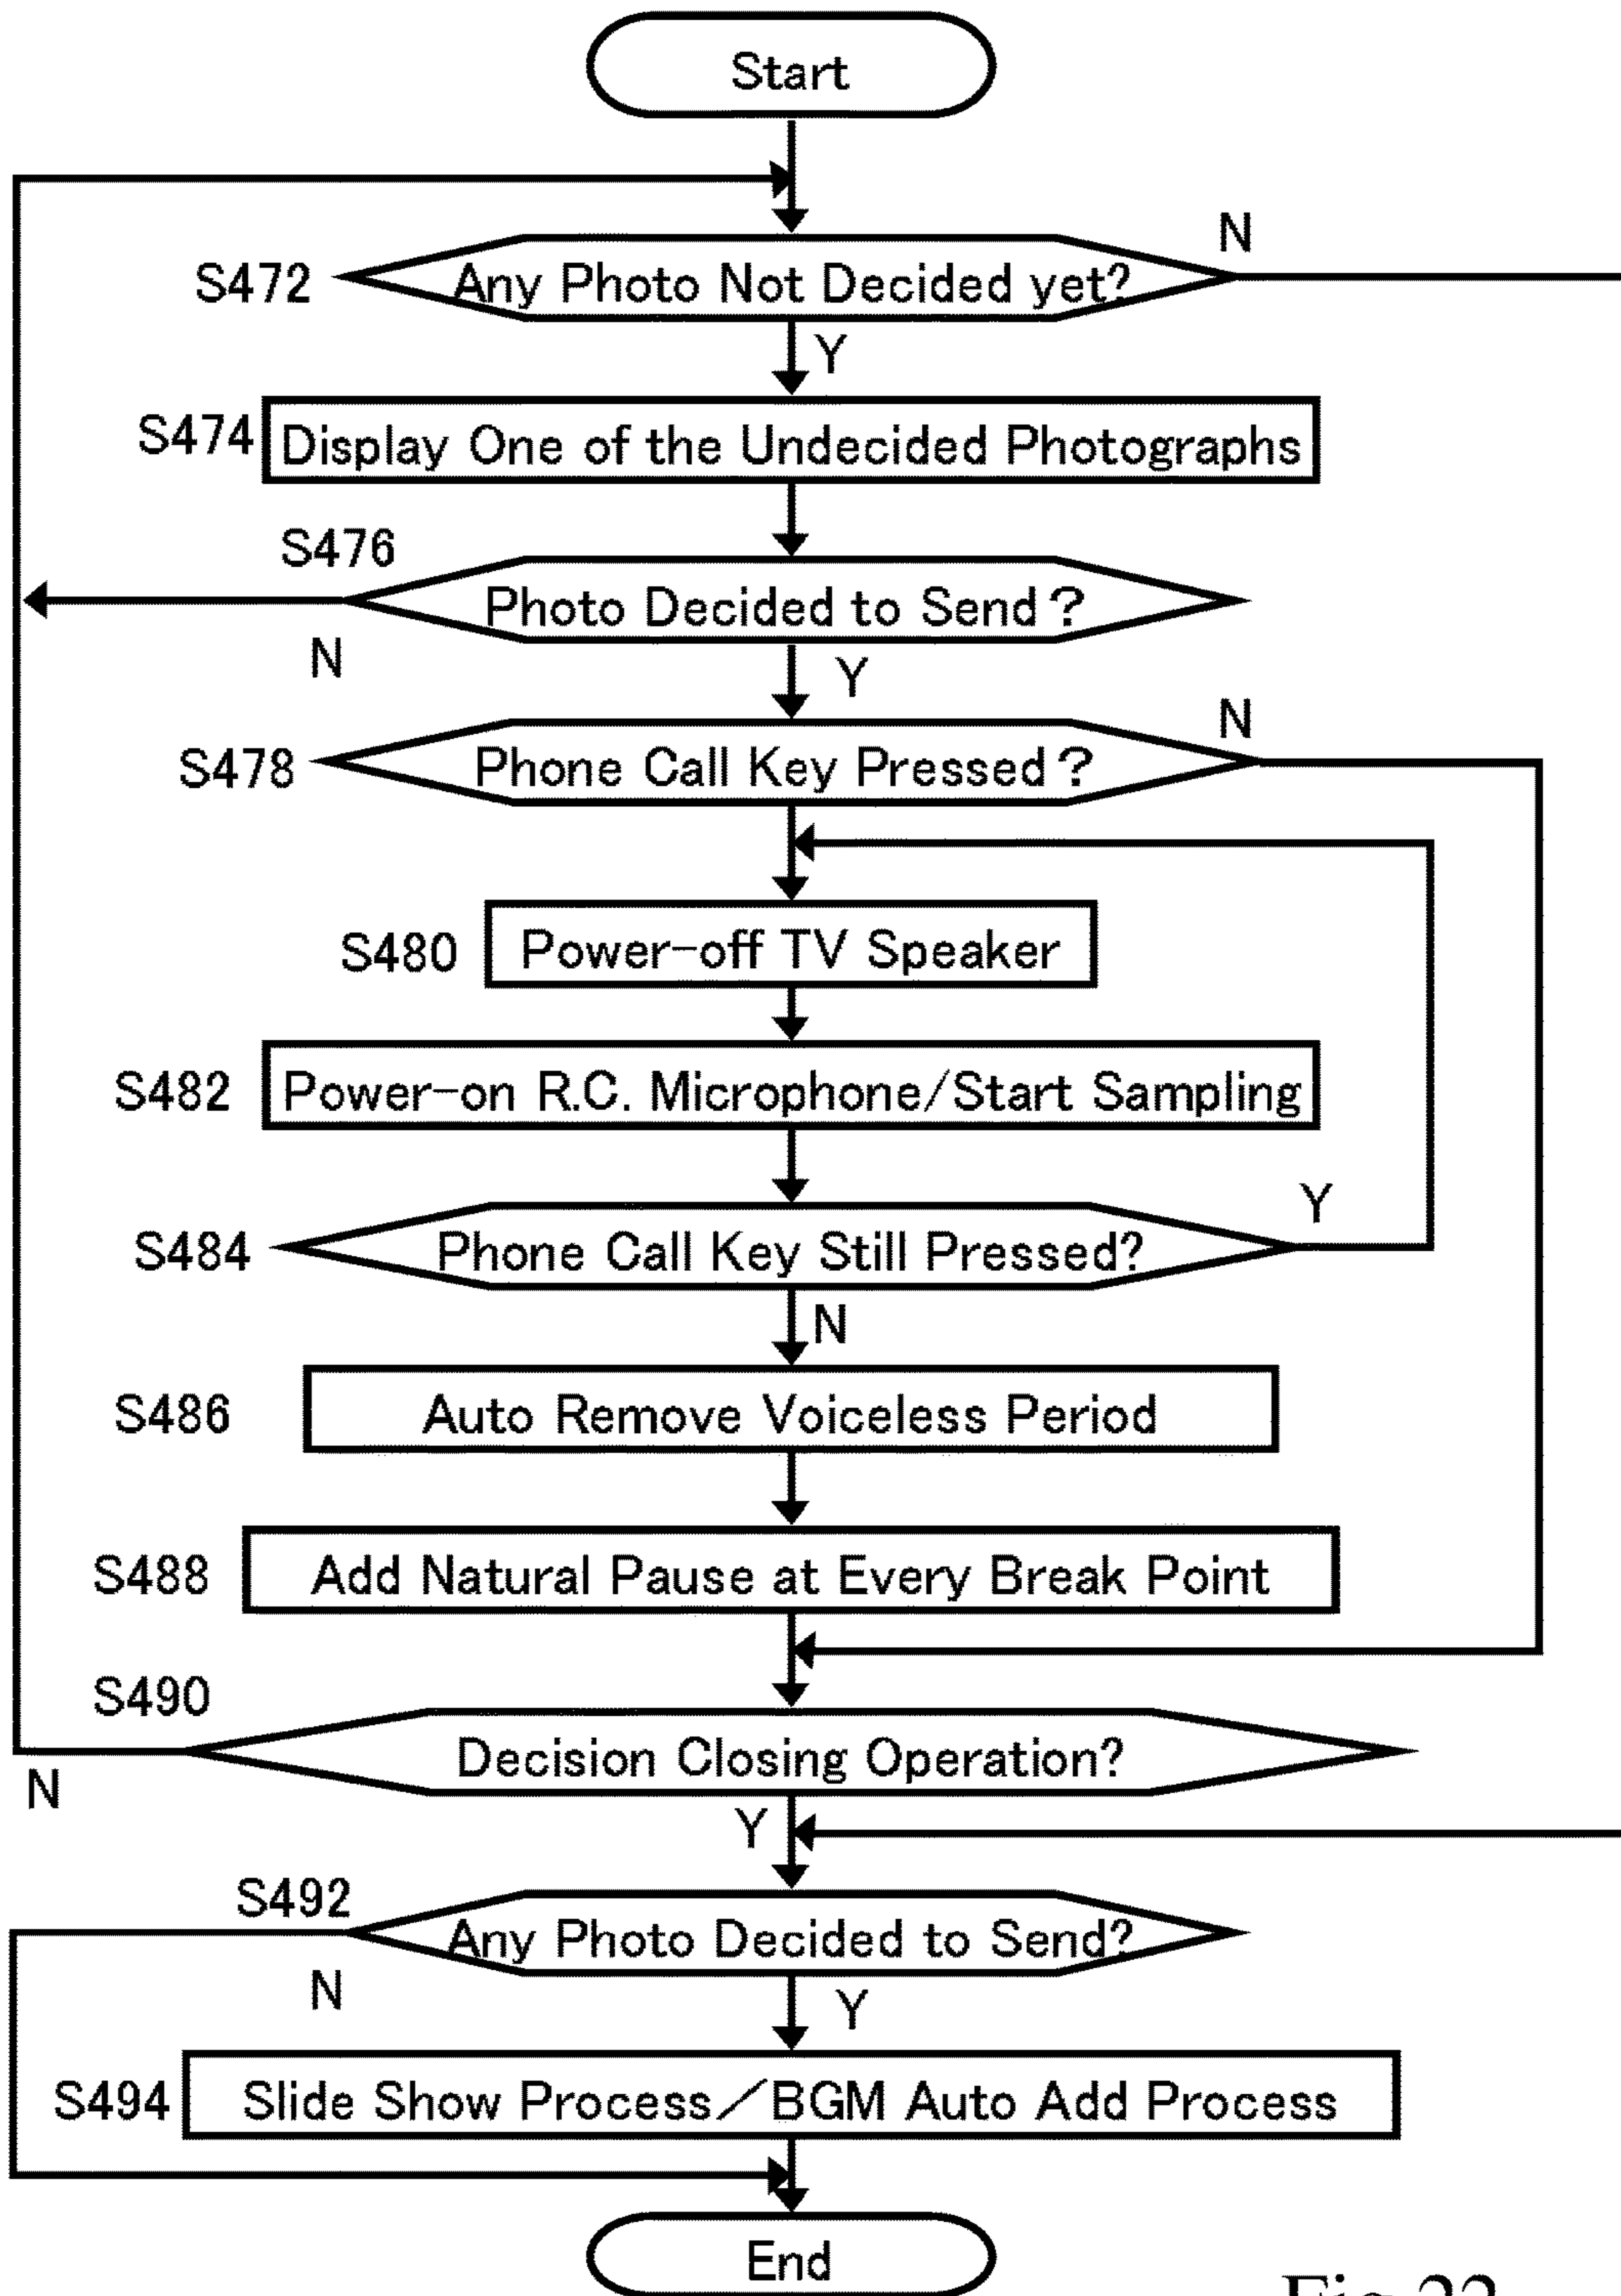 Start
N
S472 Any Photo Not Decided yet?
Y
S474 Display One of the Undecided Photographs
S476
Photo Decided to Send?
N
Y
N
S478 Phone Call Key Pressed?
S480 Power-off TV Speaker
S482 Power-on R.C. Microphone/Start Sampling
Y
S484 Phone Call Key Still Pressed?
N
S486 Auto Remove Voiceless Period
S488 Add Natural Pause at Every Break Point
S490
Decision Closing Operation?
N
Y
S492
Any Photo Decided to Send?
N
Y
S494 Slide Show Process/BGM Auto Add Process
End